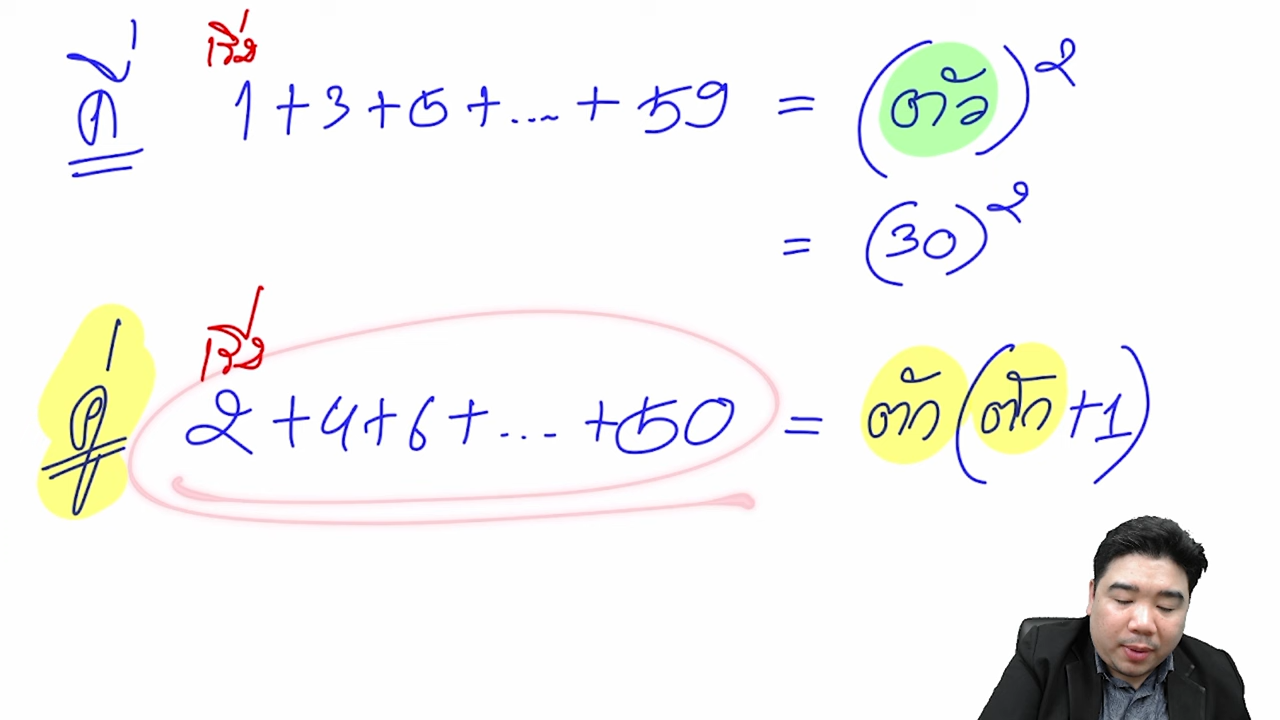 คี่ เริ่ม 1 + 3 + 5 + .... + 59 = (ตัว)²
= (30)²
คู่ เริ่ม 2 + 4 + 6 + .... + 50 = ตัว (ตัว + 1)